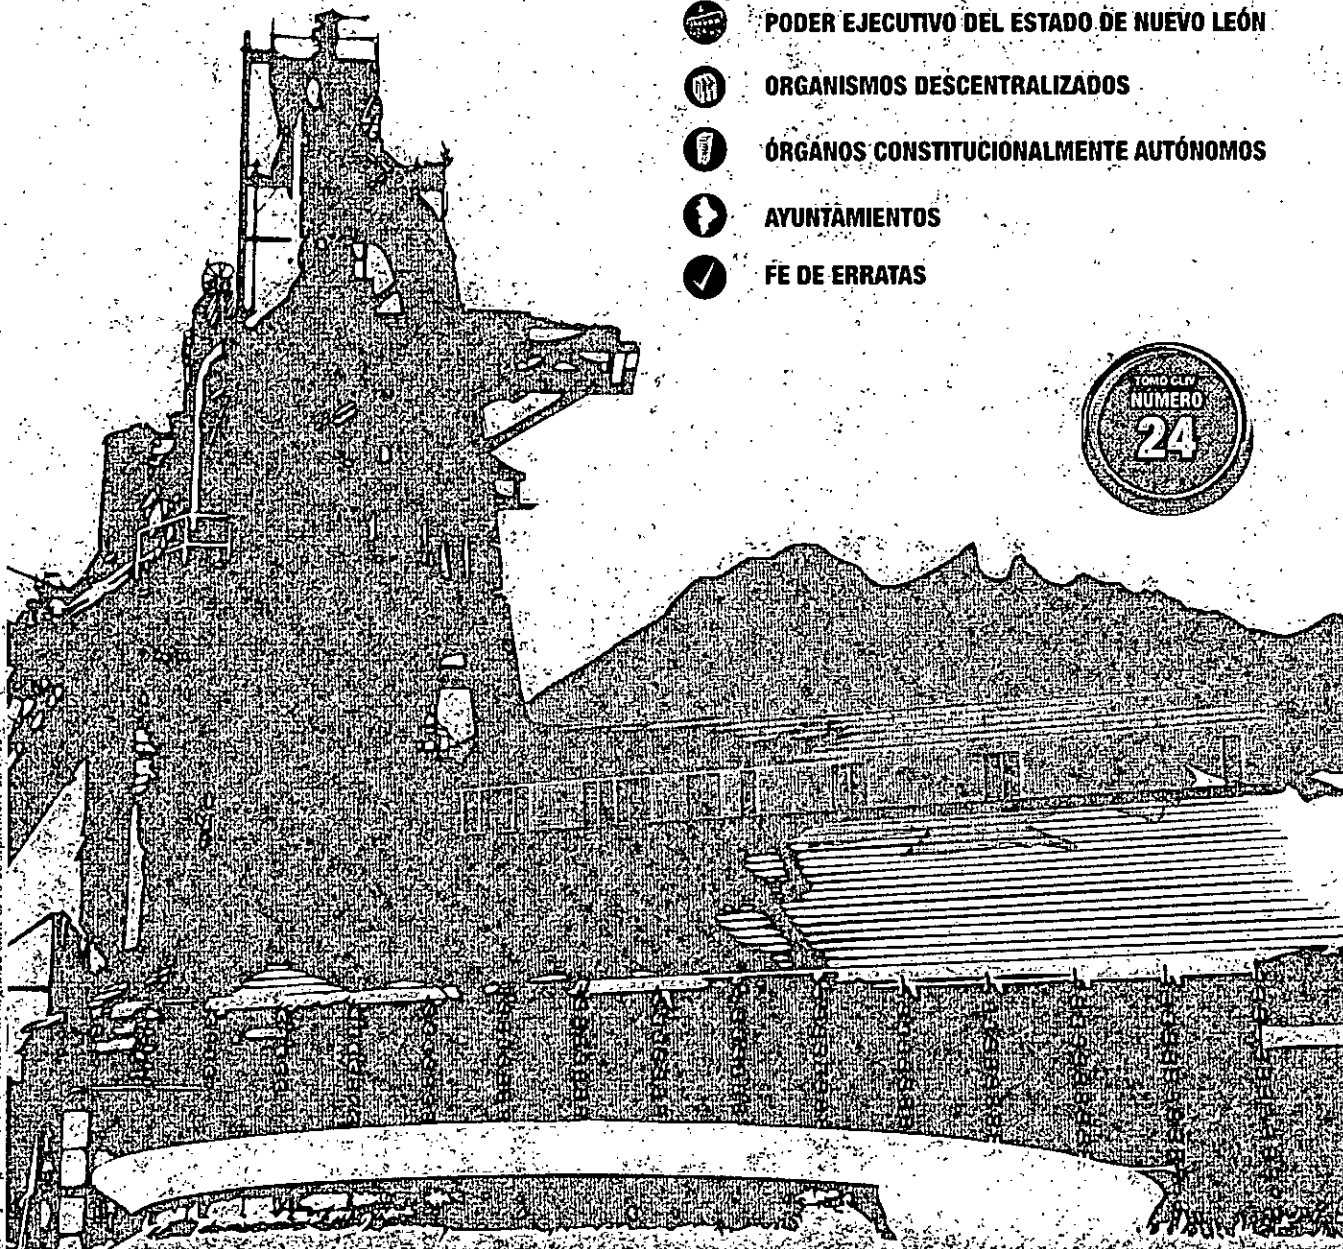 PODER EJECUTIVO DEL ESTADO DE NUEVO LEÓN
ORGANISMOS DESCENTRALIZADOS
ÓRGANOS CONSTITUCIONALMENTE AUTÓNOMOS
AYUNTAMIENTOS
FE DE ERRATAS
TOMO CLIV
NÚMERO
24